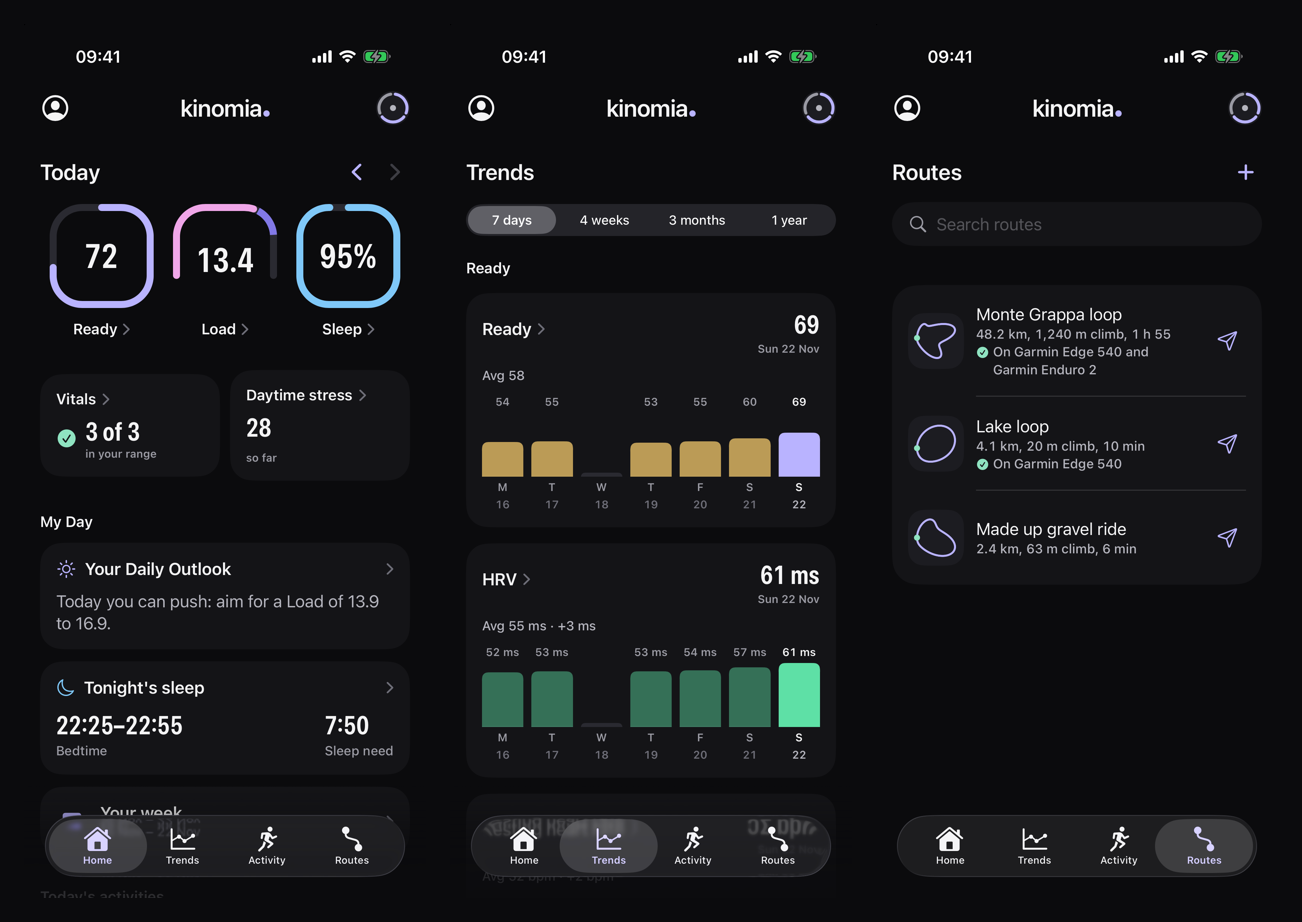 09:41
kinomia.
Today
72
13.4
95%
Ready
Load
Sleep
Vitals
3 of 3
in your range
Daytime stress
28
so far
My Day
Your Daily Outlook
Today you can push: aim for a Load of 13.9
to 16.9.
Tonight's sleep
22:25–22:55
7:50
Bedtime
Sleep need
Your week
Home
Trends
Activity
Routes
Today's activities
09:41
kinomia.
Trends
7 days
4 weeks
3 months
1 year
Ready
Ready
69
Sun 22 Nov
Avg 58
54 55 53 55 60 69
M T W T F S S
16 17 18 19 20 21 22
HRV
61 ms
Sun 22 Nov
Avg 55 ms · +3 ms
52 ms 53 ms 53 ms 54 ms 57 ms 61 ms
M T W T F S S
16 17 18 19 20 21 22
Home
Trends
Activity
Routes
09:41
kinomia.
Routes
Search routes
Monte Grappa loop
48.2 km, 1,240 m climb, 1 h 55
On Garmin Edge 540 and
Garmin Enduro 2
Lake loop
4.1 km, 20 m climb, 10 min
On Garmin Edge 540
Made up gravel ride
2.4 km, 63 m climb, 6 min
Home
Trends
Activity
Routes